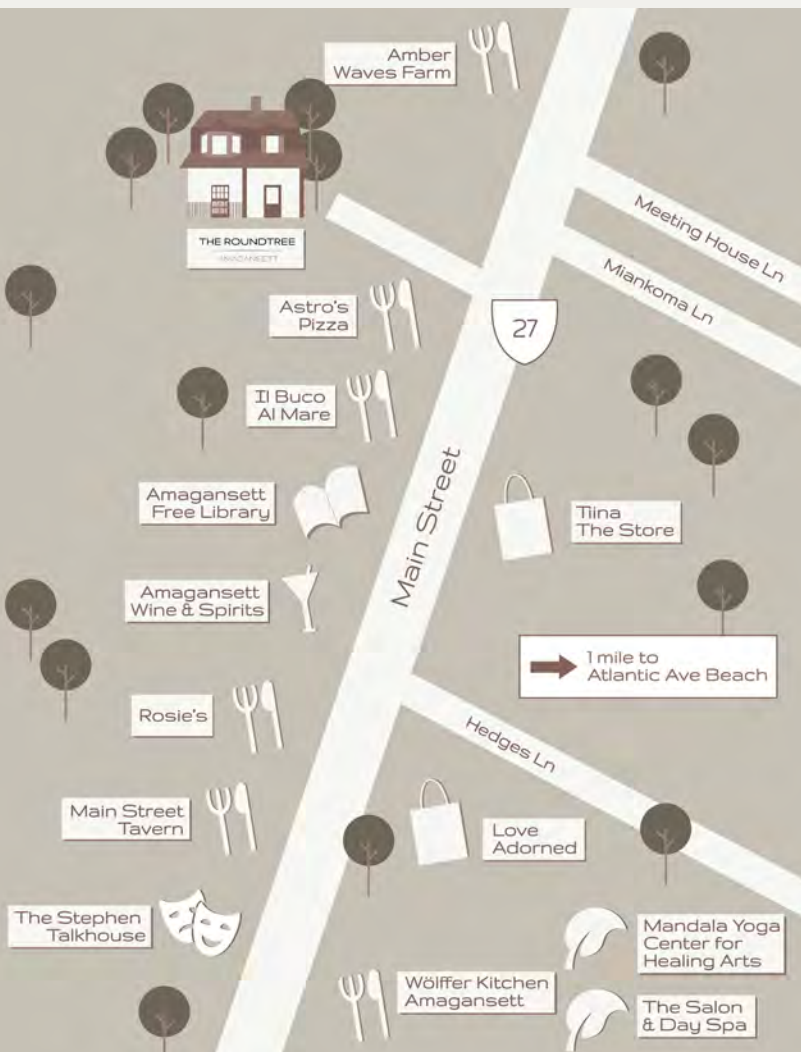 Amber
Waves Farm
Meeting House Ln
THE ROUNDTREE
AMAGANSETT
Miankoma Ln
Astro's
Pizza
27
Il Buco
Al Mare
Main Street
Amagansett
Free Library
Tiina
The Store
Amagansett
Wine & Spirits
1 mile to
Atlantic Ave Beach
Rosie's
Hedges Ln
Main Street
Tavern
Love
Adorned
The Stephen
Talkhouse
Mandala Yoga
Center for
Healing Arts
Wölffer Kitchen
Amagansett
The Salon
& Day Spa